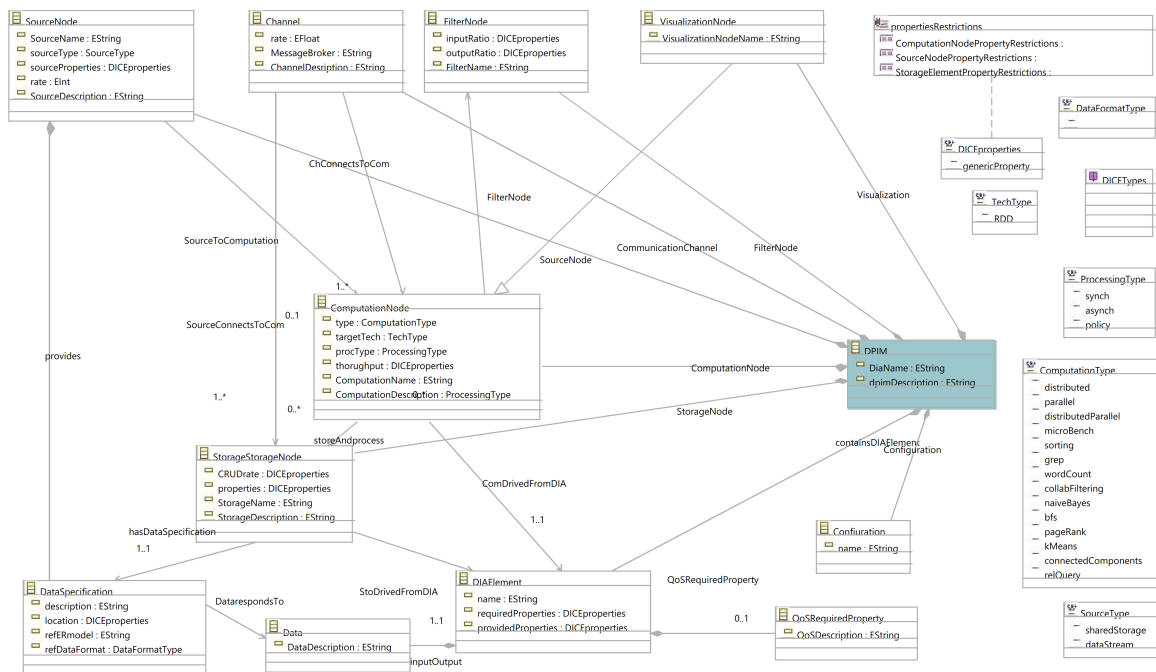 SourceNode
SourceName : EString
sourceType : SourceType
sourceProperties : DICEproperties
rate : EInt
SourceDescription : EString
Channel
rate : EFloat
MessageBroker : EString
ChannelDesription : EString
FilterNode
inputRatio : DICEproperties
outputRatio : DICEproperties
FilterName : EString
VisualizationNode
VisualizationNodeName : EString
propertiesRestrictions
ComputationNodePropertyRestrictions :
SourceNodePropertyRestrictions :
StorageElementPropertyRestrictions :
DataFormatType
DICEproperties
genericProperty
DICETypes
TechType
RDD
ChConnectsToCom
FilterNode
Visualization
SourceToComputation
CommunicationChannel
FilterNode
SourceNode
1..*
ProcessingType
synch
asynch
policy
ComputationNode
type : ComputationType
targetTech : TechType
procType : ProcessingType
thorughput : DICEproperties
ComputationName : EString
ComputationDescription : ProcessingType
0..*
0..1
SourceConnectsToCom
provides
1..*
0..*
DPIM
DiaName : EString
dpimDescription : EString
ComputationNode
StorageNode
ComputationType
distributed
parallel
distributedParallel
microBench
sorting
grep
wordCount
collabFiltering
naiveBayes
bfs
pageRank
kMeans
connectedComponents
relQuery
storeAndprocess
containsDIAElement
Configuration
StorageStorageNode
CRUDrate : DICEproperties
properties : DICEproperties
StorageName : EString
StorageDescription : EString
ComDrivedFromDIA
1..1
hasDataSpecification
1..1
Confiuration
name : EString
DataSpecification
description : EString
location : DICEproperties
refERmodel : EString
refDataFormat : DataFormatType
DatarespondsTo
StoDrivedFromDIA
1..1
DIAElement
name : EString
requiredProperties : DICEproperties
providedProperties : DICEproperties
QoSRequiredProperty
0..1
QoSRequiredProperty
QoSDescription : EString
Data
DataDescription : EString
inputOutput
SourceType
sharedStorage
dataStream